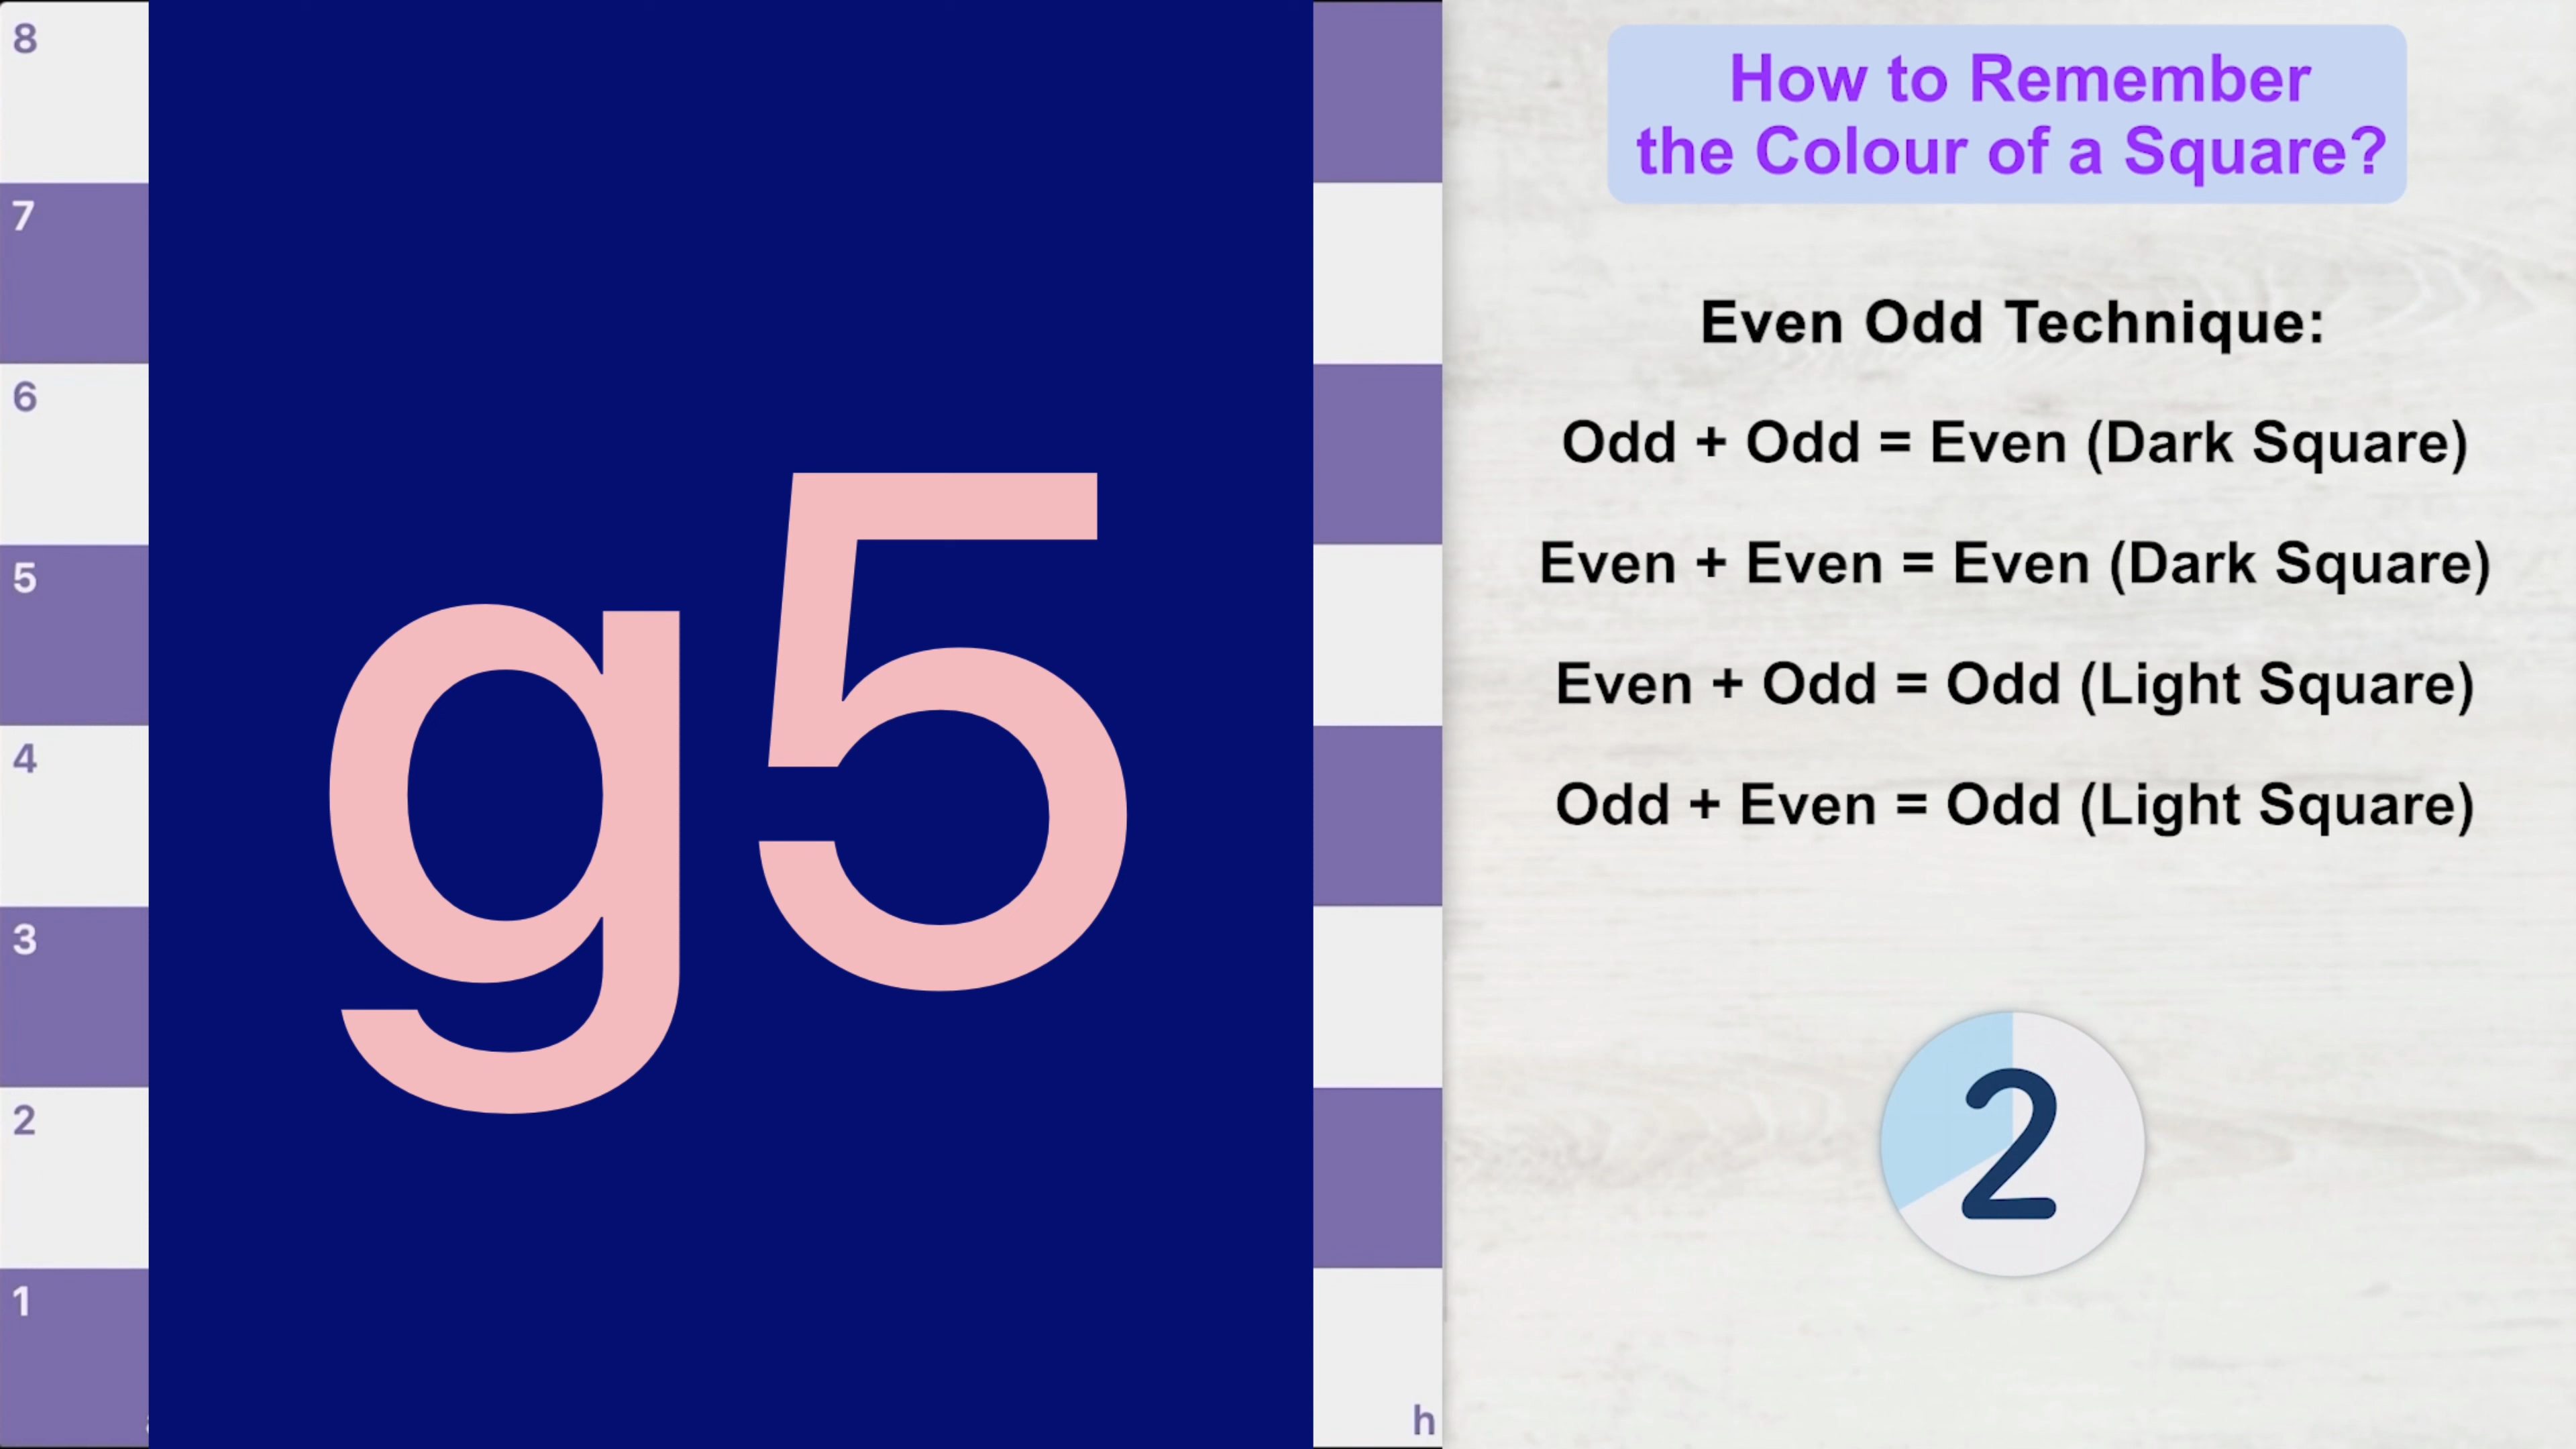 8
7
6
5
4
3
2
1
h
g5
How to Remember
the Colour of a Square?
Even Odd Technique:
Odd + Odd = Even (Dark Square)
Even + Even = Even (Dark Square)
Even + Odd = Odd (Light Square)
Odd + Even = Odd (Light Square)
2